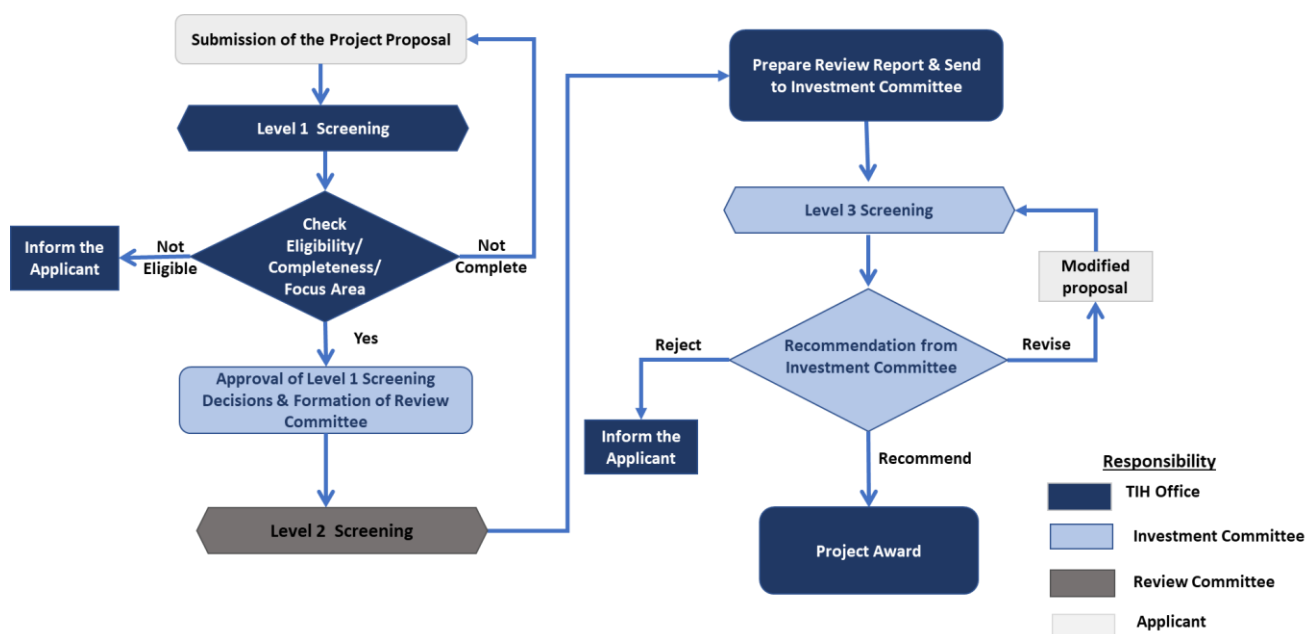 Submission of the Project Proposal
Level 1 Screening
Check
Eligibility/
Completeness/
Focus Area
Not
Eligible
Inform the
Applicant
Not
Complete
Yes
Approval of Level 1 Screening
Decisions & Formation of Review
Committee
Level 2 Screening
Prepare Review Report & Send
to Investment Committee
Level 3 Screening
Modified
proposal
Recommendation from
Investment Committee
Reject
Revise
Inform the
Applicant
Recommend
Project Award
Responsibility
TIH Office
Investment Committee
Review Committee
Applicant